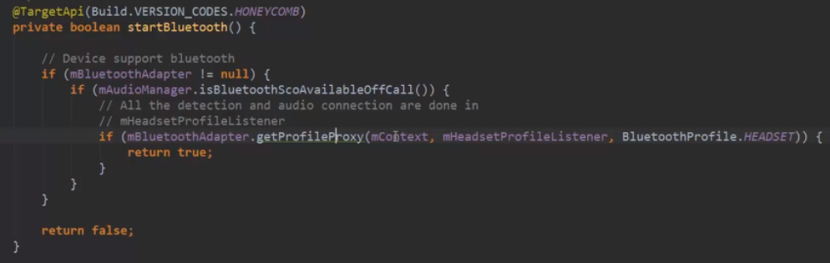 @TargetApi(Build.VERSION_CODES.HONEYCOMB)
private boolean startBluetooth() {
// Device support bluetooth
if (mBluetoothAdapter != null) {
if (mAudioManager.isBluetoothScoAvailableOffCall()) {
// All the detection and audio connection are done in
// mHeadsetProfileListener
if (mBluetoothAdapter.getProfileProxy(mContext, mHeadsetProfileListener, BluetoothProfile.HEADSET)) {
return true;
}
}
}
return false;
}